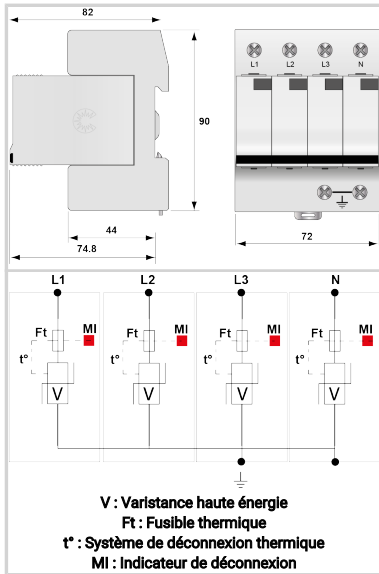 82
L1 L2 L3 N
90
44
74.8
72
L1 L2 L3 N
Ft MI Ft MI Ft MI Ft MI
t° t° t° t°
V V V V
V : Varistance haute énergie
Ft : Fusible thermique
t° : Système de déconnexion thermique
MI : Indicateur de déconnexion